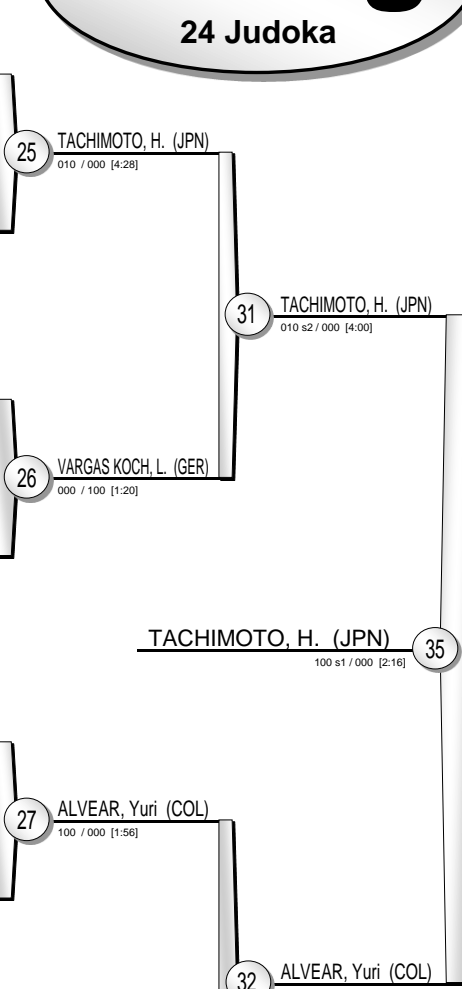 24 Judoka
25
TACHIMOTO, H. (JPN)
010 / 000 [4:28]
31
TACHIMOTO, H. (JPN)
010 s2 / 000 [4:00]
26
VARGAS KOCH, L. (GER)
000 / 100 [1:20]
TACHIMOTO, H. (JPN)
35
100 s1 / 000 [2:16]
27
ALVEAR, Yuri (COL)
100 / 000 [1:56]
32
ALVEAR, Yuri (COL)